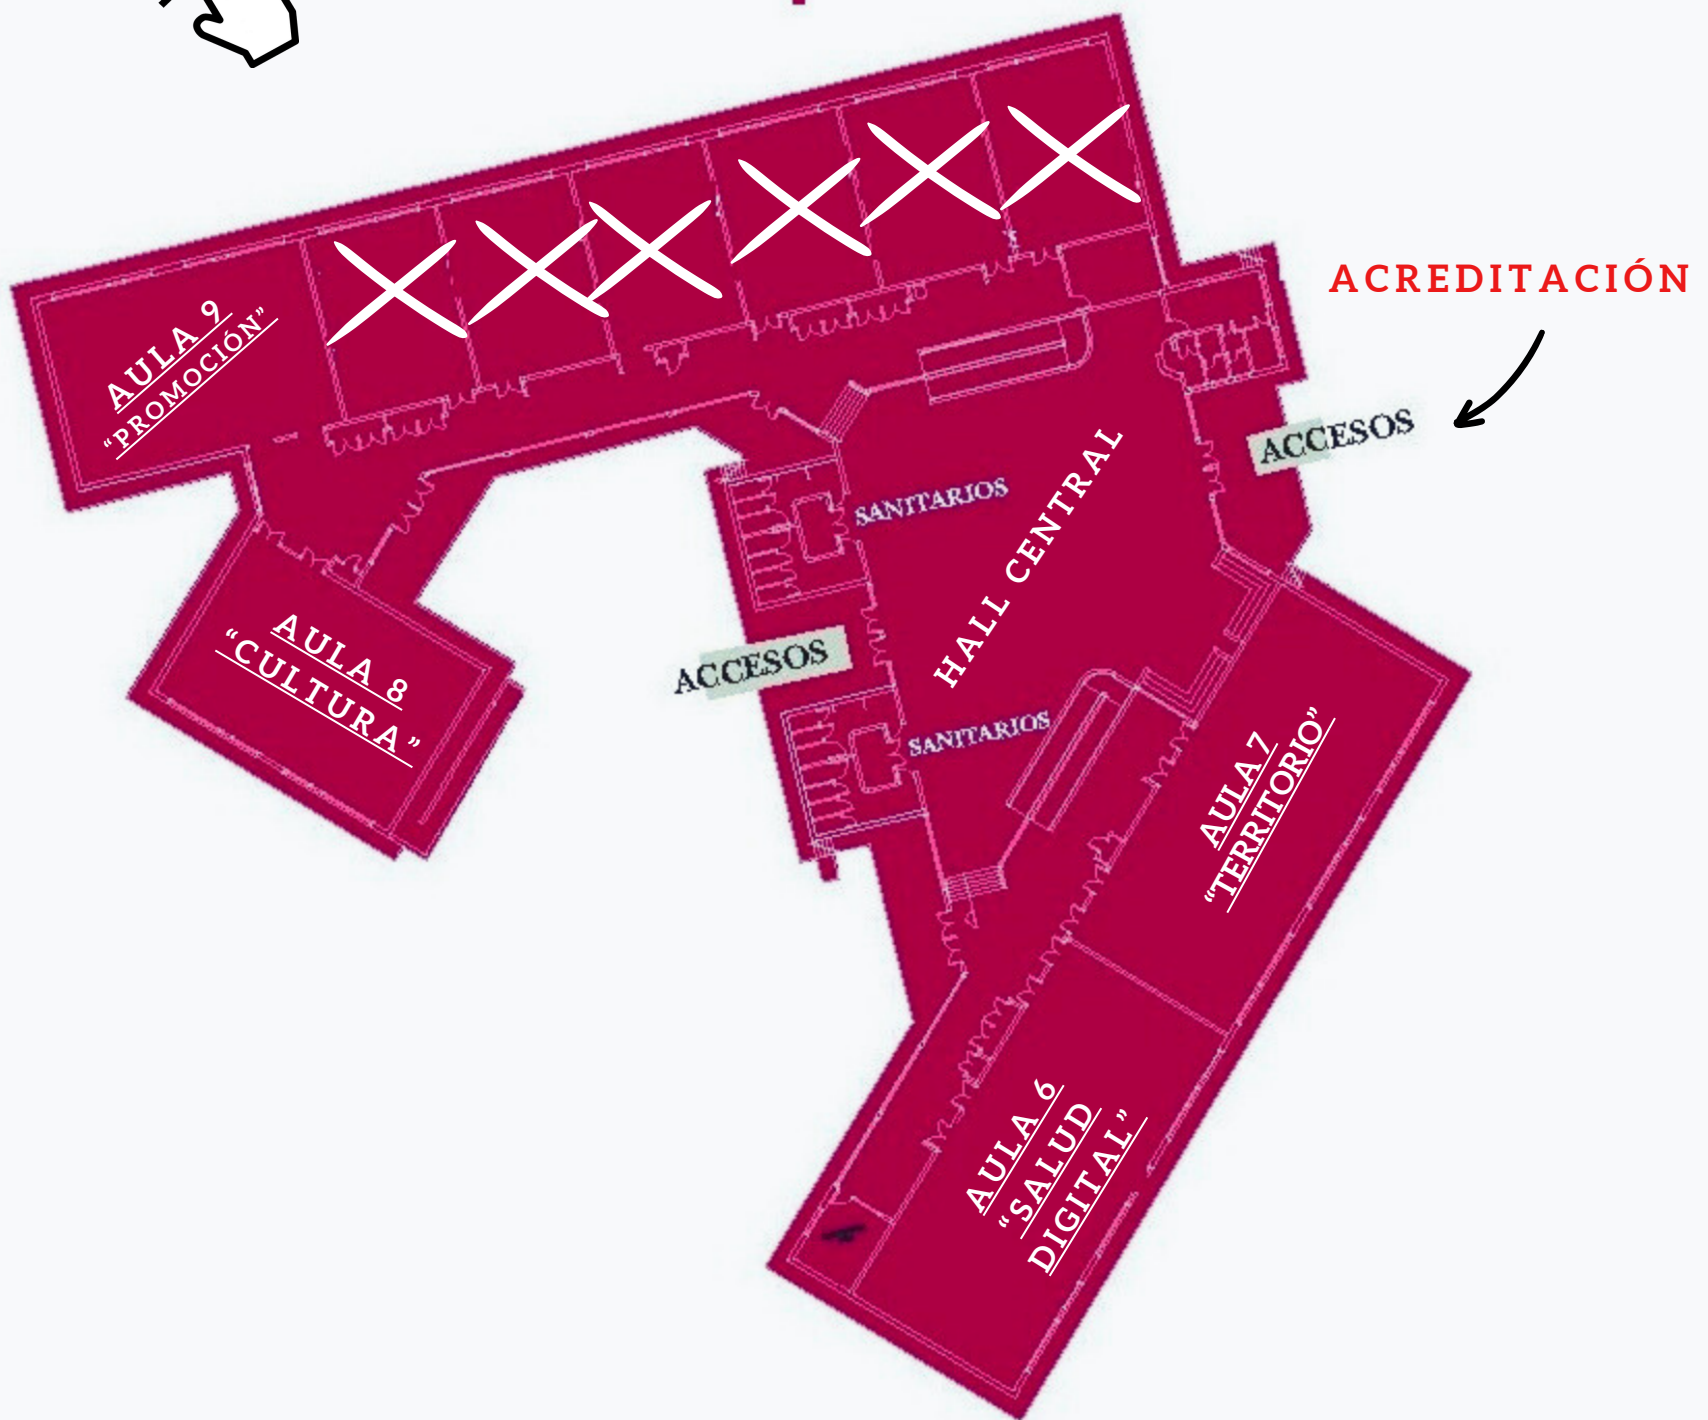 ACREDITACIÓN
AULA 9
“PROMOCIÓN”
ACCESOS
SANITARIOS
HALL CENTRAL
AULA 8
“CULTURA”
ACCESOS
SANITARIOS
AULA 7
“TERRITORIO”
AULA 6
“SALUD
DIGITAL”